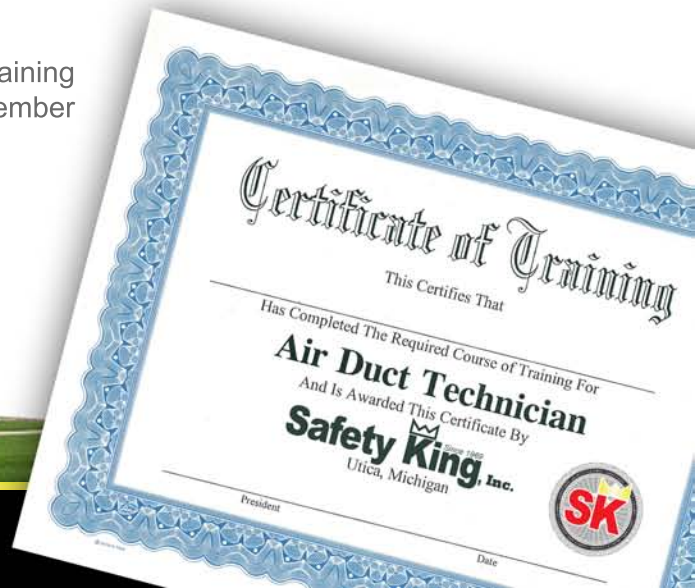 aining
ember
Certificate of Training
This Certifies That
Has Completed The Required Course of Training For
Air Duct Technician
And Is Awarded This Certificate By
Safety King, Inc.
Since 1969
Utica, Michigan
SK
President
Date